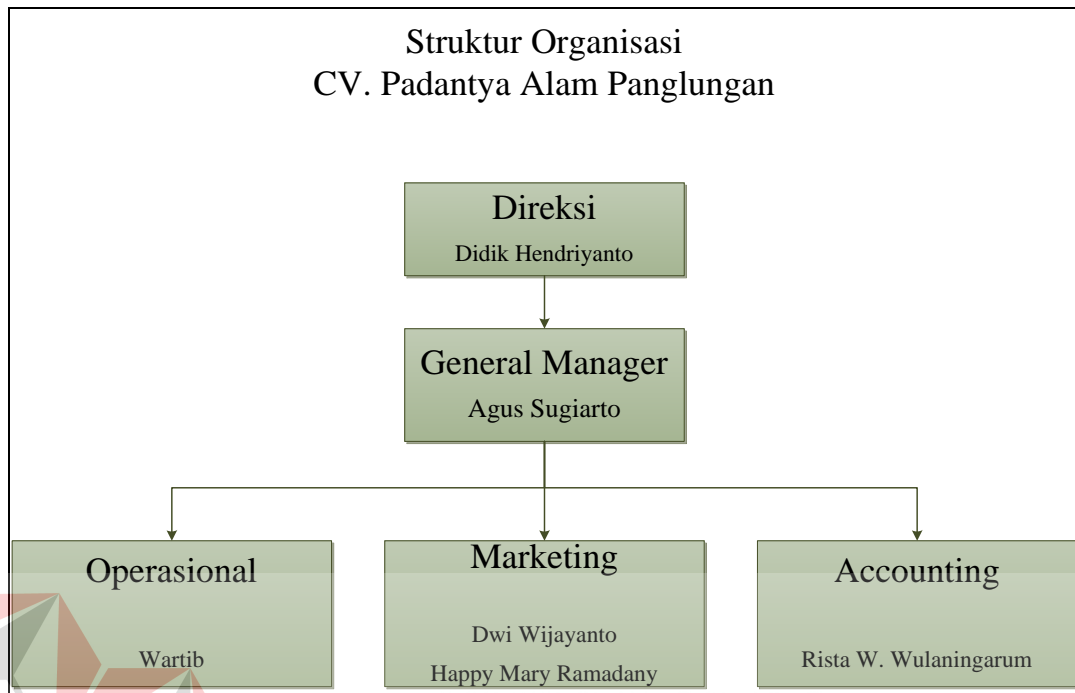 Struktur Organisasi
CV. Padantya Alam Panglungan
Direksi
Didik Hendriyanto
General Manager
Agus Sugiarto
Operasional
Wartib
Marketing
Dwi Wijayanto
Happy Mary Ramadany
Accounting
Rista W. Wulaningarum